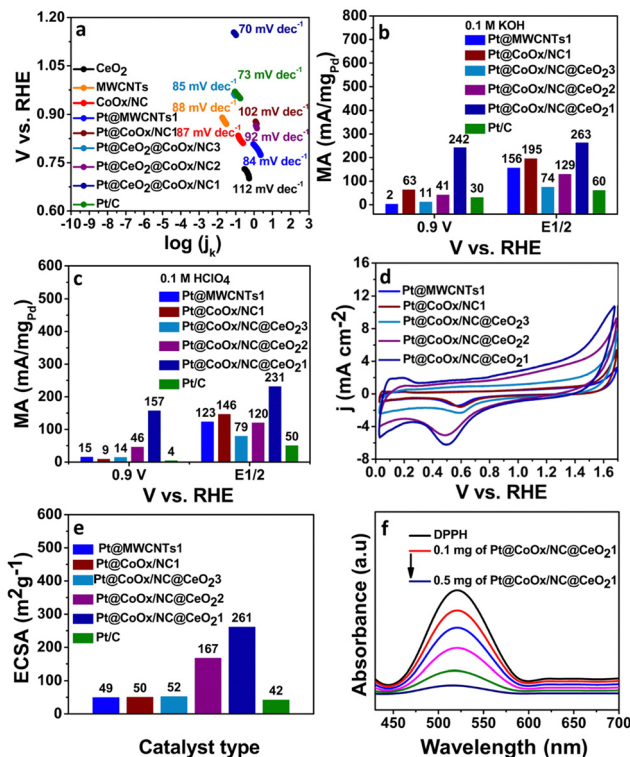 a
70 mV dec-1
CeO2
MWCNTs
CoOx/NC
Pt@MWCNTs1
Pt@CoOx/NC1
Pt@CeO2@CoOx/NC3
Pt@CeO2@CoOx/NC2
Pt@CeO2@CoOx/NC1
Pt/C
85 mV dec-1
73 mV dec-1
88 mV dec-1
102 mV dec-1
87 mV dec-1
92 mV dec-1
84 mV dec-1
112 mV dec-1
V vs. RHE
1.20
1.05
0.90
0.75
0.60
-10 -9 -8 -7 -6 -5 -4 -3 -2 -1 0 1 2 3
log (jk)
b
0.1 M KOH
Pt@MWCNTs1
Pt@CoOx/NC1
Pt@CoOx/NC@CeO23
Pt@CoOx/NC@CeO22
Pt@CoOx/NC@CeO21
Pt/C
MA (mA/mgPd)
800
700
600
500
400
300
200
100
0
2 63 11 41 242 30
156 195 74 129 263 60
0.9 V E1/2
V vs. RHE
c
0.1 M HClO4
Pt@MWCNTs1
Pt@CoOx/NC1
Pt@CoOx/NC@CeO23
Pt@CoOx/NC@CeO22
Pt@CoOx/NC@CeO21
Pt/C
MA (mA/mgPd)
600
500
400
300
200
100
0
15 9 14 46 157 4
123 146 79 120 231 50
0.9 V E1/2
V vs. RHE
d
Pt@MWCNTs1
Pt@CoOx/NC1
Pt@CoOx/NC@CeO23
Pt@CoOx/NC@CeO22
Pt@CoOx/NC@CeO21
j (mA cm-2)
16
12
8
4
0
-4
-8
0.0 0.2 0.4 0.6 0.8 1.0 1.2 1.4 1.6
V vs. RHE
e
Pt@MWCNTs1
Pt@CoOx/NC1
Pt@CoOx/NC@CeO23
Pt@CoOx/NC@CeO22
Pt@CoOx/NC@CeO21
Pt/C
ECSA (m2g-1)
600
500
400
300
200
100
0
49 50 52 167 261 42
Catalyst type
f
DPPH
0.1 mg of Pt@CoOx/NC@CeO21
0.5 mg of Pt@CoOx/NC@CeO21
Absorbance (a.u)
450 500 550 600 650 700
Wavelength (nm)